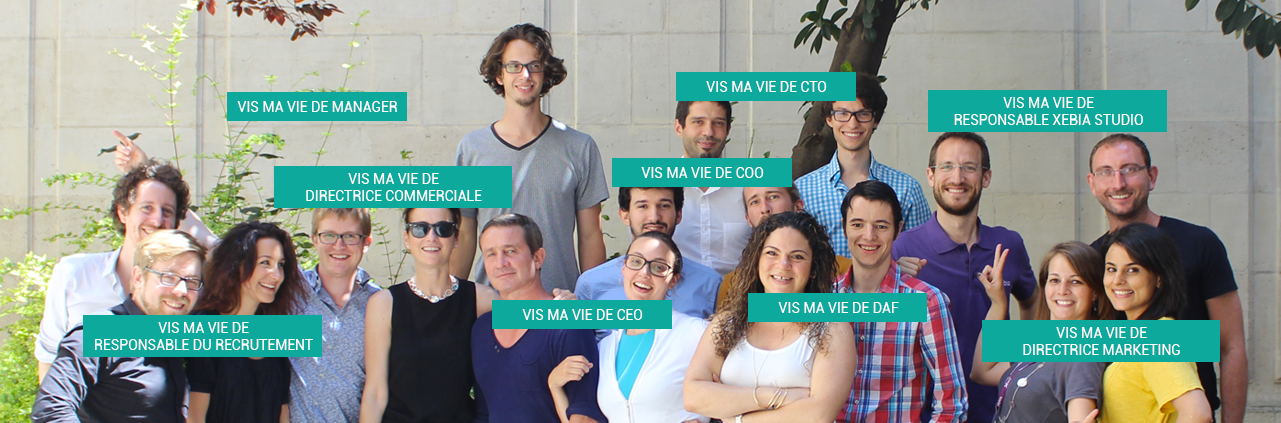 VIS MA VIE DE CTO
VIS MA VIE DE MANAGER
VIS MA VIE DE
RESPONSABLE XEBIA STUDIO
VIS MA VIE DE COO
VIS MA VIE DE
DIRECTRICE COMMERCIALE
VIS MA VIE DE CEO
VIS MA VIE DE DAF
VIS MA VIE DE
RESPONSABLE DU RECRUTEMENT
VIS MA VIE DE
DIRECTRICE MARKETING